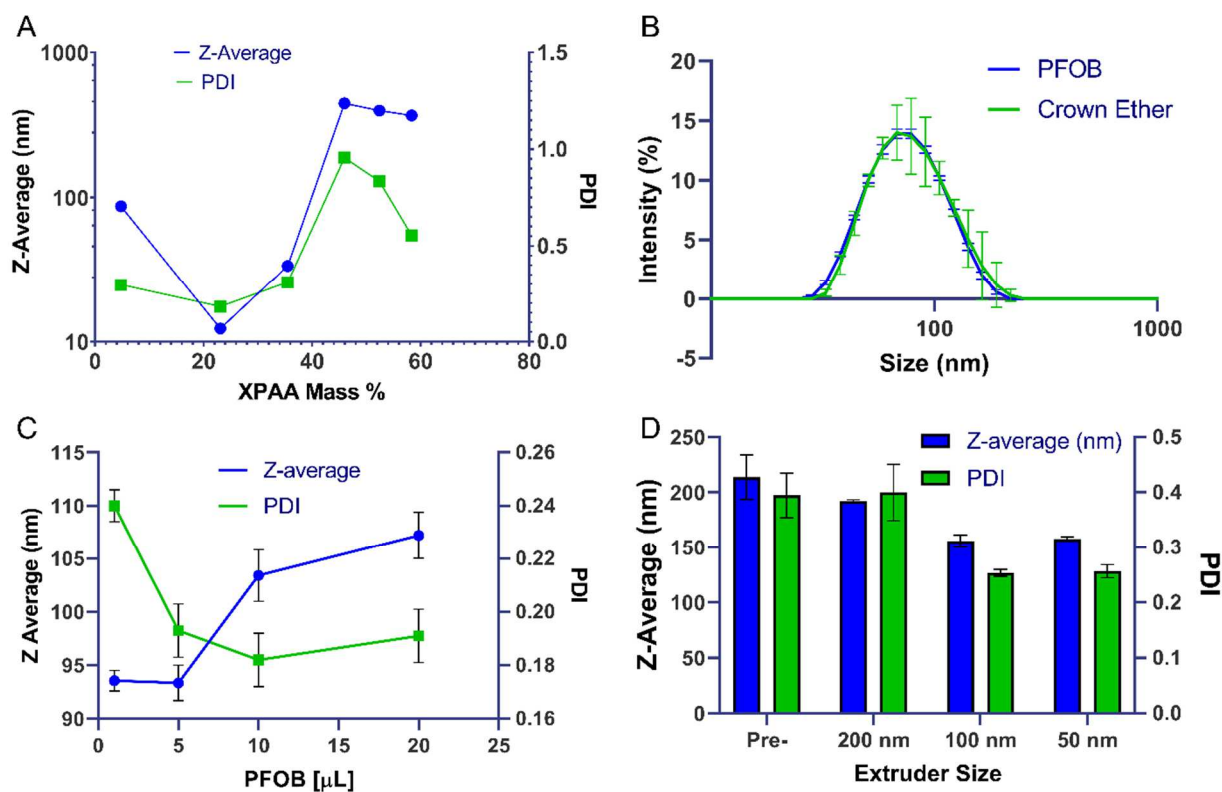 A
Z-Average
PDI
1000
100
10
Z-Average (nm)
1.5
1.0
0.5
0.0
PDI
0 20 40 60 80
XPAA Mass %
B
PFOB
Crown Ether
20
15
10
5
0
-5
Intensity (%)
100 1000
Size (nm)
C
Z-average
PDI
115
110
105
100
95
90
Z Average (nm)
0.26
0.24
0.22
0.20
0.18
0.16
PDI
0 5 10 15 20 25
PFOB [μL]
D
Z-average (nm)
PDI
250
200
150
100
50
0
Z-Average (nm)
0.5
0.4
0.3
0.2
0.1
0.0
PDI
Pre- 200 nm 100 nm 50 nm
Extruder Size